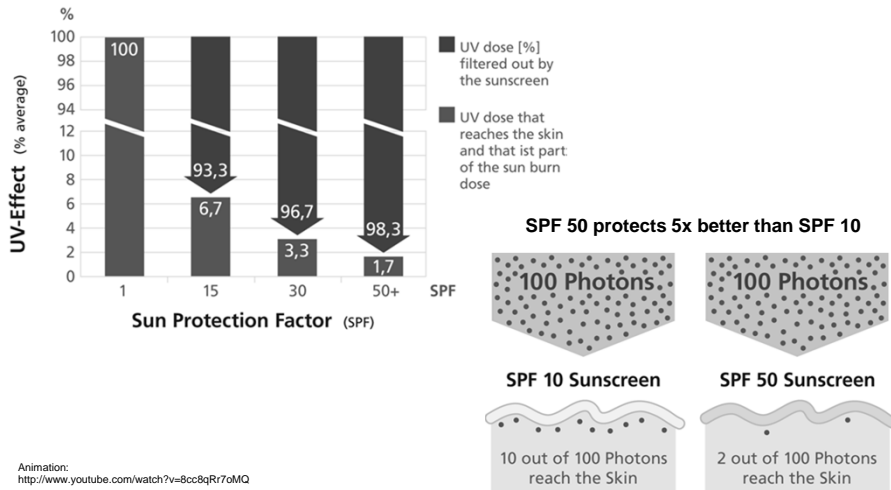 %
100
98
96
94
12
10
8
6
4
2
0
UV-Effect (% average)
100
93,3
6,7
96,7
3,3
98,3
1,7
1 15 30 50+ SPF
Sun Protection Factor (SPF)
UV dose [%]
filtered out by
the sunscreen
UV dose that
reaches the skin
and that ist part
of the sun burn
dose
SPF 50 protects 5x better than SPF 10
100 Photons
100 Photons
SPF 10 Sunscreen
SPF 50 Sunscreen
10 out of 100 Photons
reach the Skin
2 out of 100 Photons
reach the Skin
Animation:
http://www.youtube.com/watch?v=8cc8qRr7oMQ